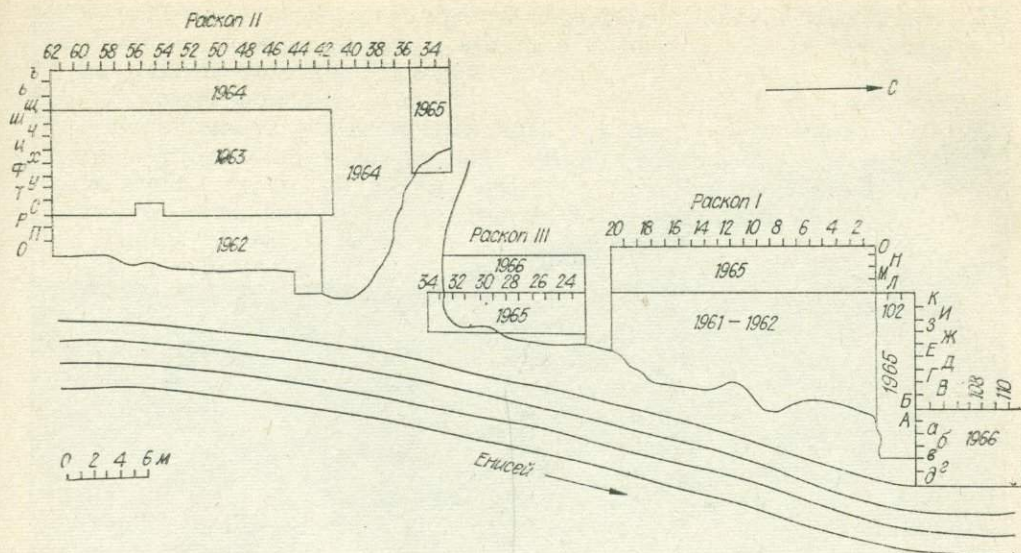 Раскоп II
62 60 58 56 54 52 50 48 46 44 42 40 38 36 34
Ъ
Ь
Щ
Ш
Ч
Ц
Х
Ф
У
Т
С
Р
П
О
1964
1965
1963
1964
1962
С
Раскоп III
1966
34 32 30 28 26 24
1965
Раскоп I
20 18 16 14 12 10 8 6 4 2
О
Н
М
Л
1965
1961 — 1962
102
1965
К
И
З
Ж
Е
Д
Г
В
Б
А
а
б
в
г
д
108 110
1966
0 2 4 6 м
Енисей